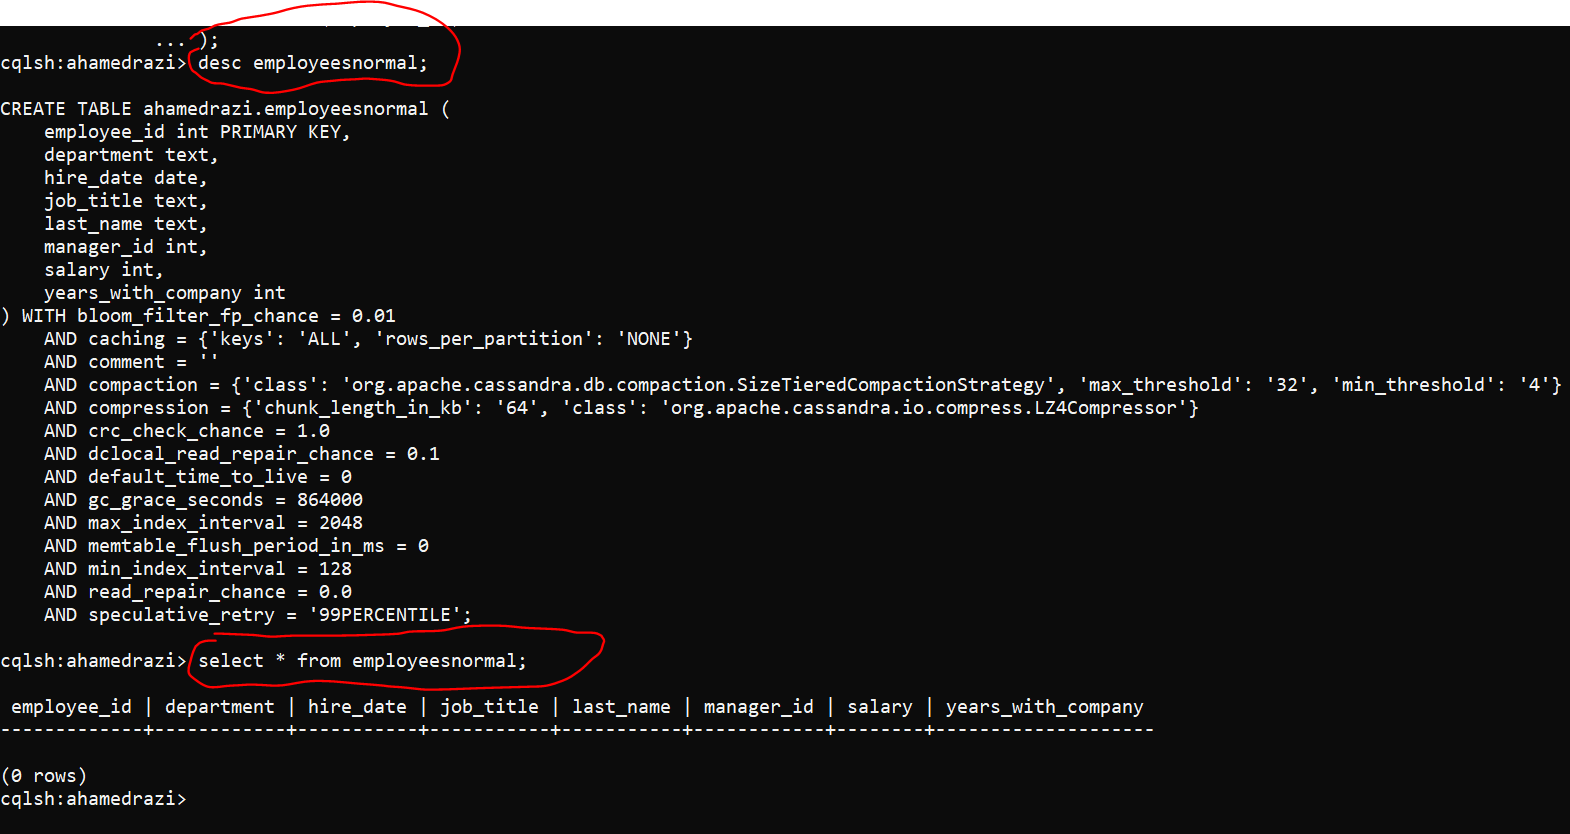 ... );
cqlsh:ahamedrazi> desc employeesnormal;
CREATE TABLE ahamedrazi.employeesnormal (
    employee_id int PRIMARY KEY,
    department text,
    hire_date date,
    job_title text,
    last_name text,
    manager_id int,
    salary int,
    years_with_company int
) WITH bloom_filter_fp_chance = 0.01
    AND caching = {'keys': 'ALL', 'rows_per_partition': 'NONE'}
    AND comment = ''
    AND compaction = {'class': 'org.apache.cassandra.db.compaction.SizeTieredCompactionStrategy', 'max_threshold': '32', 'min_threshold': '4'}
    AND compression = {'chunk_length_in_kb': '64', 'class': 'org.apache.cassandra.io.compress.LZ4Compressor'}
    AND crc_check_chance = 1.0
    AND dclocal_read_repair_chance = 0.1
    AND default_time_to_live = 0
    AND gc_grace_seconds = 864000
    AND max_index_interval = 2048
    AND memtable_flush_period_in_ms = 0
    AND min_index_interval = 128
    AND read_repair_chance = 0.0
    AND speculative_retry = '99PERCENTILE';
cqlsh:ahamedrazi> select * from employeesnormal;
 employee_id | department | hire_date | job_title | last_name | manager_id | salary | years_with_company
-------------+------------+-----------+-----------+-----------+------------+--------+--------------------
(0 rows)
cqlsh:ahamedrazi>